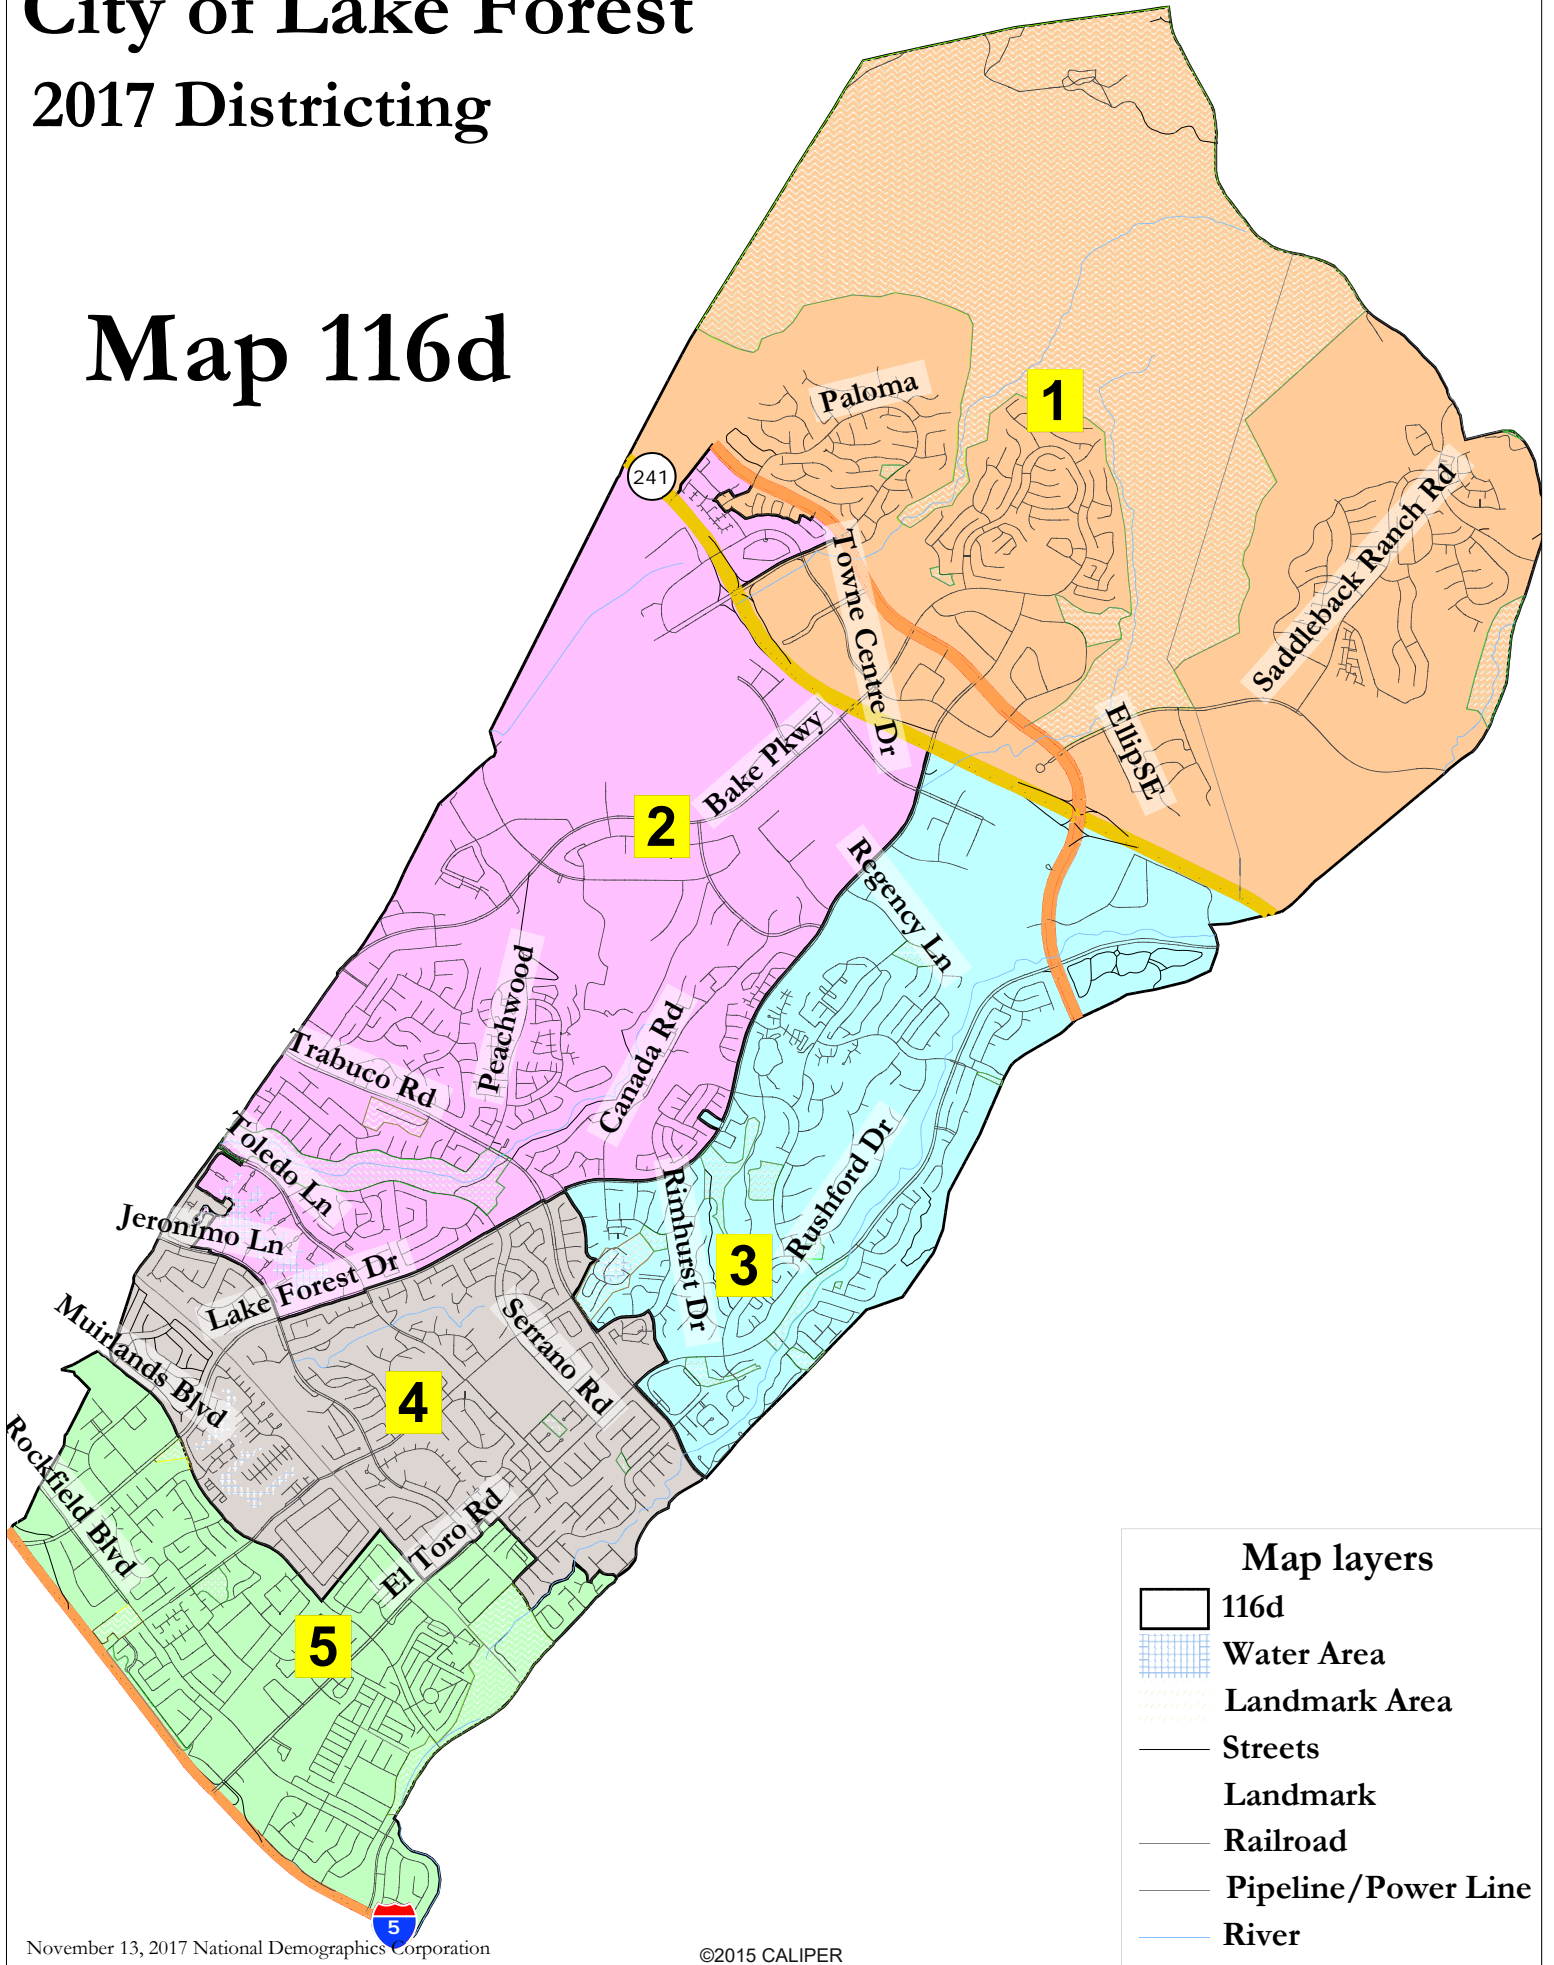 City of Lake Forest
2017 Districting
Map 116d
Paloma
1
241
Towne Centre Dr
Saddleback Ranch Rd
EllipSE
Bake Pkwy
2
Regency Ln
Peachwood
Canada Rd
Trabuco Rd
Toledo Ln
Jeronimo Ln
Lake Forest Dr
Rimhurst Dr
Rushford Dr
3
Muirlands Blvd
Serrano Rd
4
Rockfield Blvd
El Toro Rd
5
5
Map layers
116d
Water Area
Landmark Area
Streets
Landmark
Railroad
Pipeline/Power Line
River
November 13, 2017 National Demographics Corporation
©2015 CALIPER